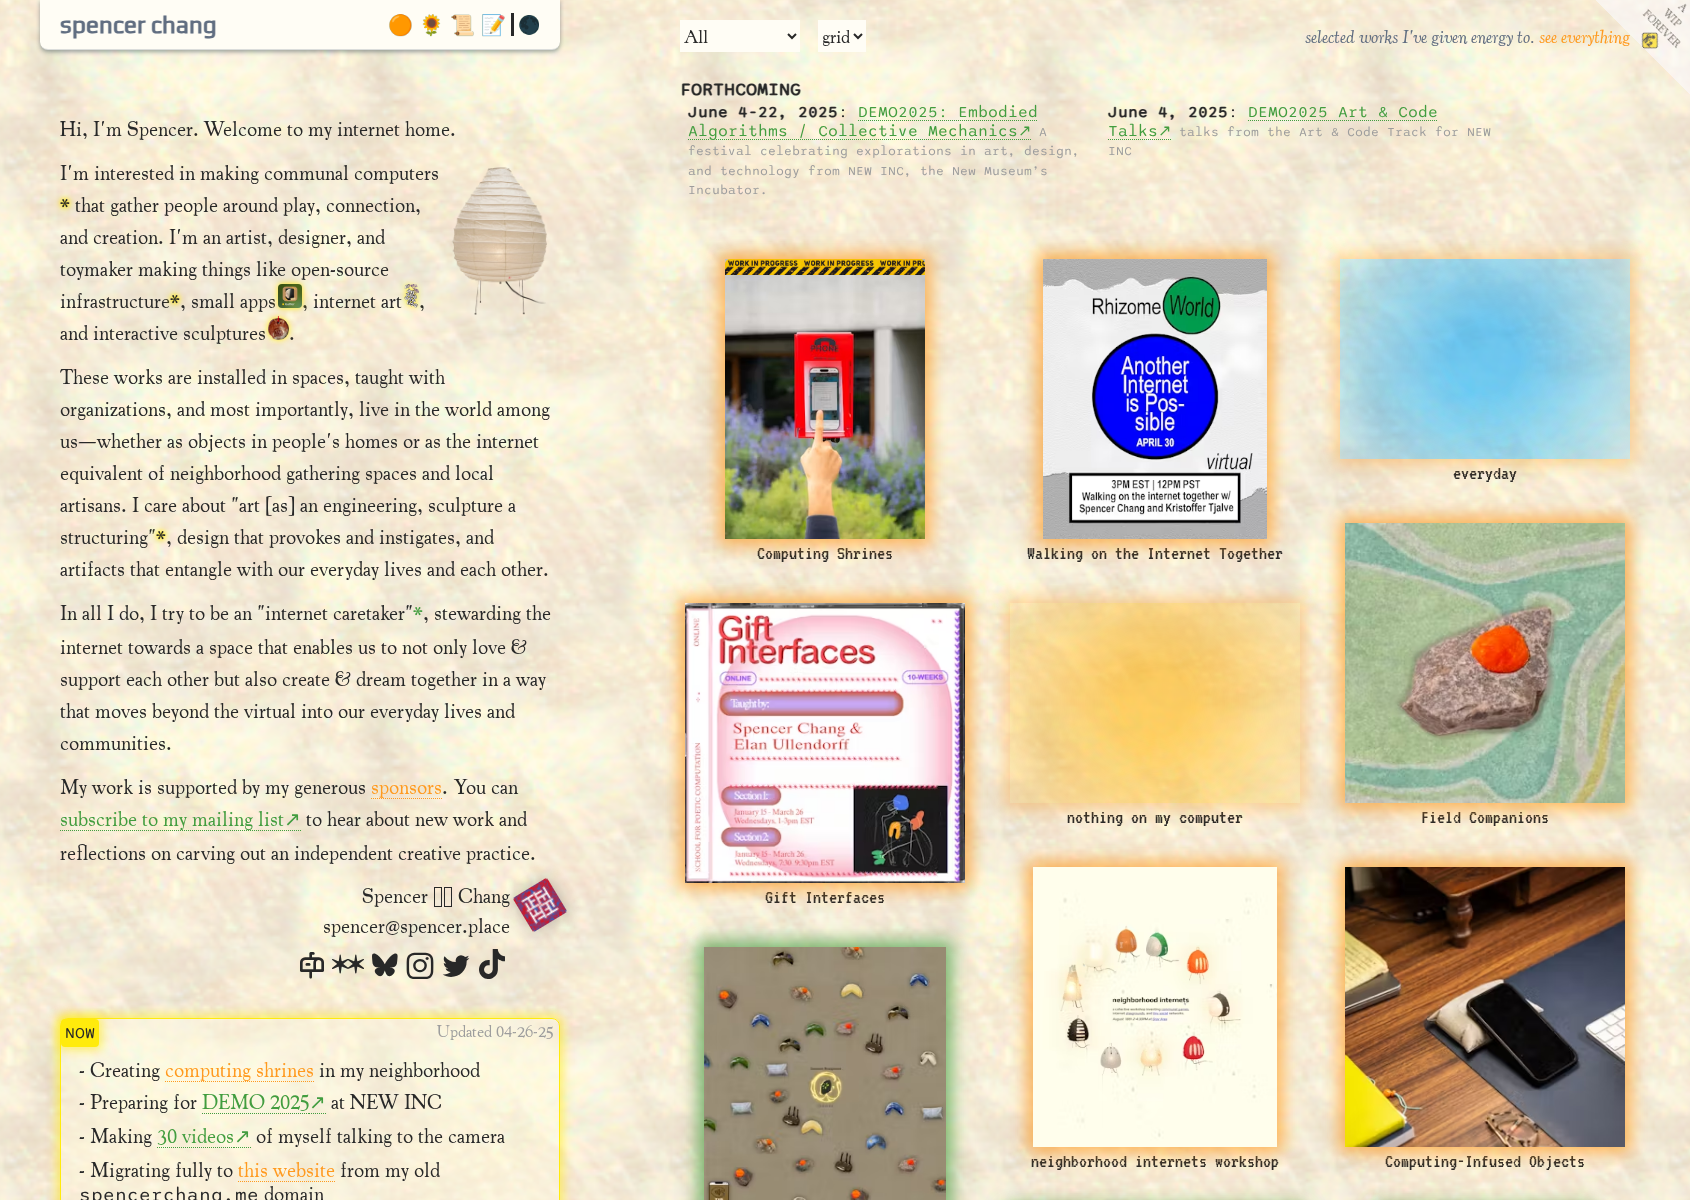 spencer chang
Hi, I'm Spencer. Welcome to my internet home.
I'm interested in making communal computers
* that gather people around play, connection,
and creation. I'm an artist, designer, and
toymaker making things like open-source
infrastructure*, small apps, internet art,
and interactive sculptures.
These works are installed in spaces, taught with
organizations, and most importantly, live in the world among
us—whether as objects in people's homes or as the internet
equivalent of neighborhood gathering spaces and local
artisans. I care about "art [as] an engineering, sculpture a
structuring"*, design that provokes and instigates, and
artifacts that entangle with our everyday lives and each other.
In all I do, I try to be an "internet caretaker"*, stewarding the
internet towards a space that enables us to not only love &
support each other but also create & dream together in a way
that moves beyond the virtual into our everyday lives and
communities.
My work is supported by my generous sponsors. You can
subscribe to my mailing list↗ to hear about new work and
reflections on carving out an independent creative practice.
Spencer Chang
spencer@spencer.place
NOW
Updated 04-26-25
- Creating computing shrines in my neighborhood
- Preparing for DEMO 2025↗ at NEW INC
- Making 30 videos↗ of myself talking to the camera
- Migrating fully to this website from my old
spencerchang.me domain
All
grid
selected works I've given energy to. see everything
A
WIP
FOREVER
FORTHCOMING
June 4-22, 2025: DEMO2025: Embodied
Algorithms / Collective Mechanics↗ A
festival celebrating explorations in art, design,
and technology from NEW INC, the New Museum's
Incubator.
June 4, 2025: DEMO2025 Art & Code
Talks↗ talks from the Art & Code Track for NEW
INC
WORK IN PROGRESS WORK IN PROGRESS WORK IN PRO
PHONE
Computing Shrines
Rhizome World
Another
Internet
is Pos-
sible
APRIL 30
virtual
3PM EST | 12PM PST
Walking on the internet together w/
Spencer Chang and Kristoffer Tjalve
Walking on the Internet Together
everyday
Gift
Interfaces
ONLINE
10-WEEKS
Taught by:
Spencer Chang &
Elan Ullendorff
Section 1:
January 15 - March 26
Wednesdays, 1-3pm EST
Section 2:
January 15 - March 26
Wednesdays, 7:30-9:30pm EST
ONLINE
SCHOOL FOR POETIC COMPUTATION
Gift Interfaces
nothing on my computer
Field Companions
neighborhood internets
neighborhood internets workshop
Computing-Infused Objects